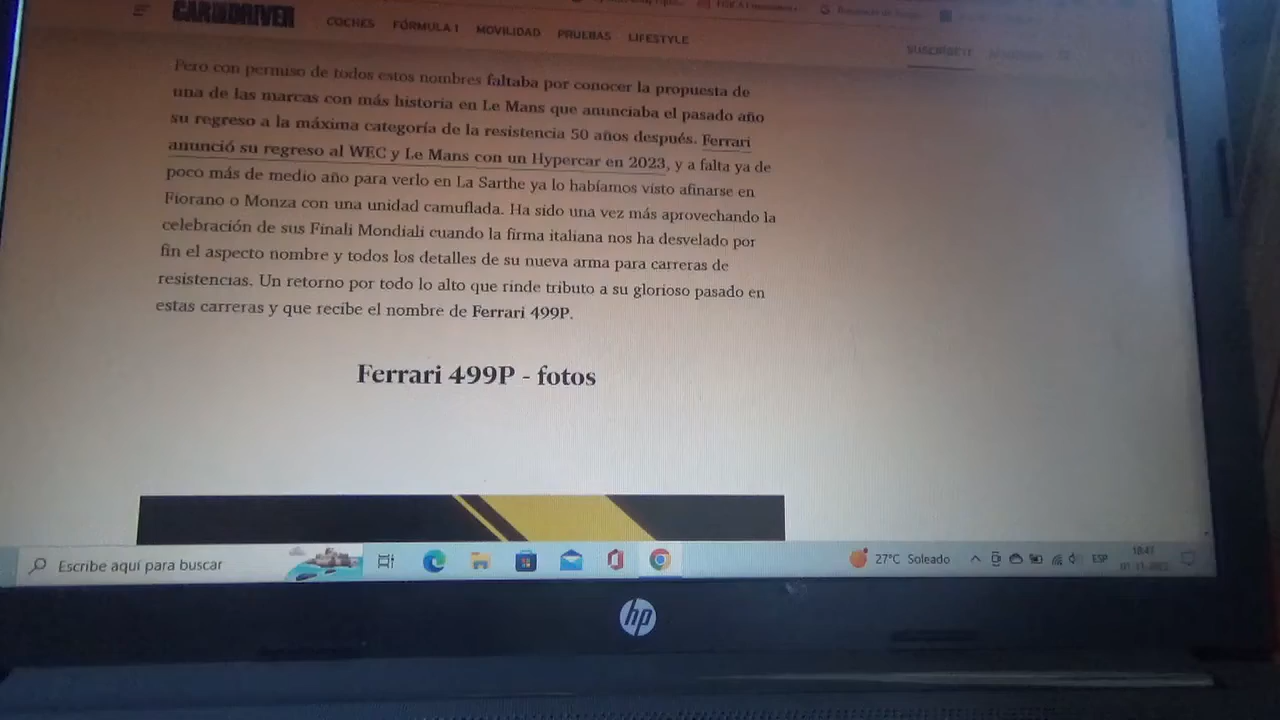 CAR AND DRIVER
COCHES FÓRMULA 1 MOVILIDAD PRUEBAS LIFESTYLE
SUSCRÍBETE
Pero con permiso de todos estos nombres faltaba por conocer la propuesta de
una de las marcas con más historia en Le Mans que anunciaba el pasado año
su regreso a la máxima categoría de la resistencia 50 años después. Ferrari
anunció su regreso al WEC y Le Mans con un Hypercar en 2023, y a falta ya de
poco más de medio año para verlo en La Sarthe ya lo habíamos visto afinarse en
Fiorano o Monza con una unidad camuflada. Ha sido una vez más aprovechando la
celebración de sus Finali Mondiali cuando la firma italiana nos ha desvelado por
fin el aspecto nombre y todos los detalles de su nueva arma para carreras de
resistencias. Un retorno por todo lo alto que rinde tributo a su glorioso pasado en
estas carreras y que recibe el nombre de Ferrari 499P.
Ferrari 499P - fotos
Escribe aquí para buscar
27°C Soleado
ESP
18:47
hp